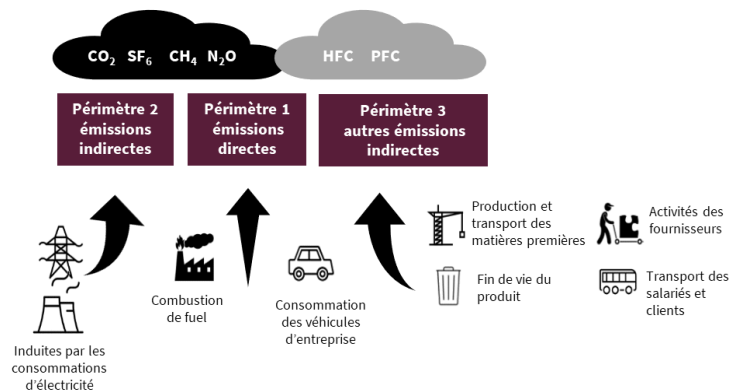 CO₂ SF₆ CH₄ N₂O
HFC PFC
Périmètre 2
émissions
indirectes
Périmètre 1
émissions
directes
Périmètre 3
autres émissions
indirectes
Induites par les
consommations
d’électricité
Combustion
de fuel
Consommation
des véhicules
d’entreprise
Production et
transport des
matières premières
Activités des
fournisseurs
Fin de vie du
produit
Transport des
salariés et
clients